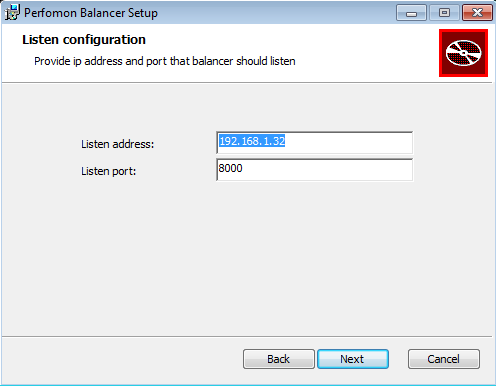 Perfomon Balancer Setup
Listen configuration
Provide ip address and port that balancer should listen
Listen address: 192.168.1.32
Listen port: 8000
Back Next Cancel